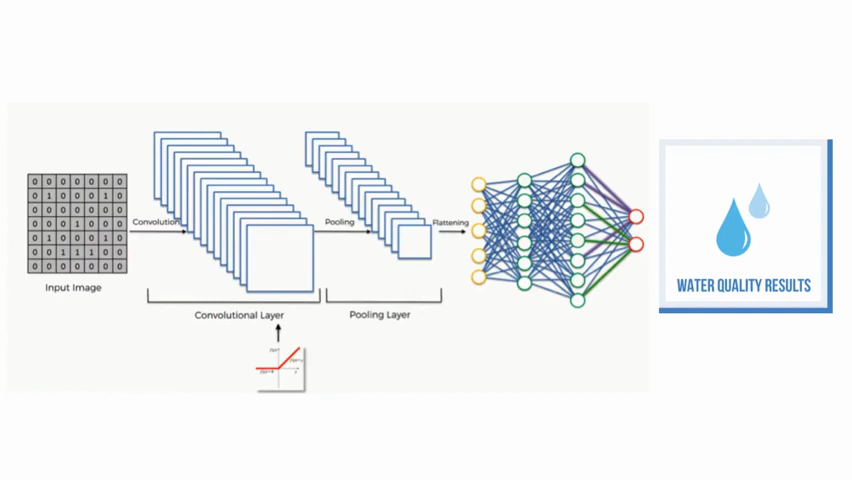 0 0 0 0 0 0 0
0 1 0 0 0 1 0
0 0 0 0 0 0 0
0 0 0 1 0 0 0
0 1 0 0 0 1 0
0 0 1 1 1 0 0
0 0 0 0 0 0 0
Input Image
Convolution
Convolutional Layer
Pooling
Pooling Layer
Flattening
WATER QUALITY RESULTS